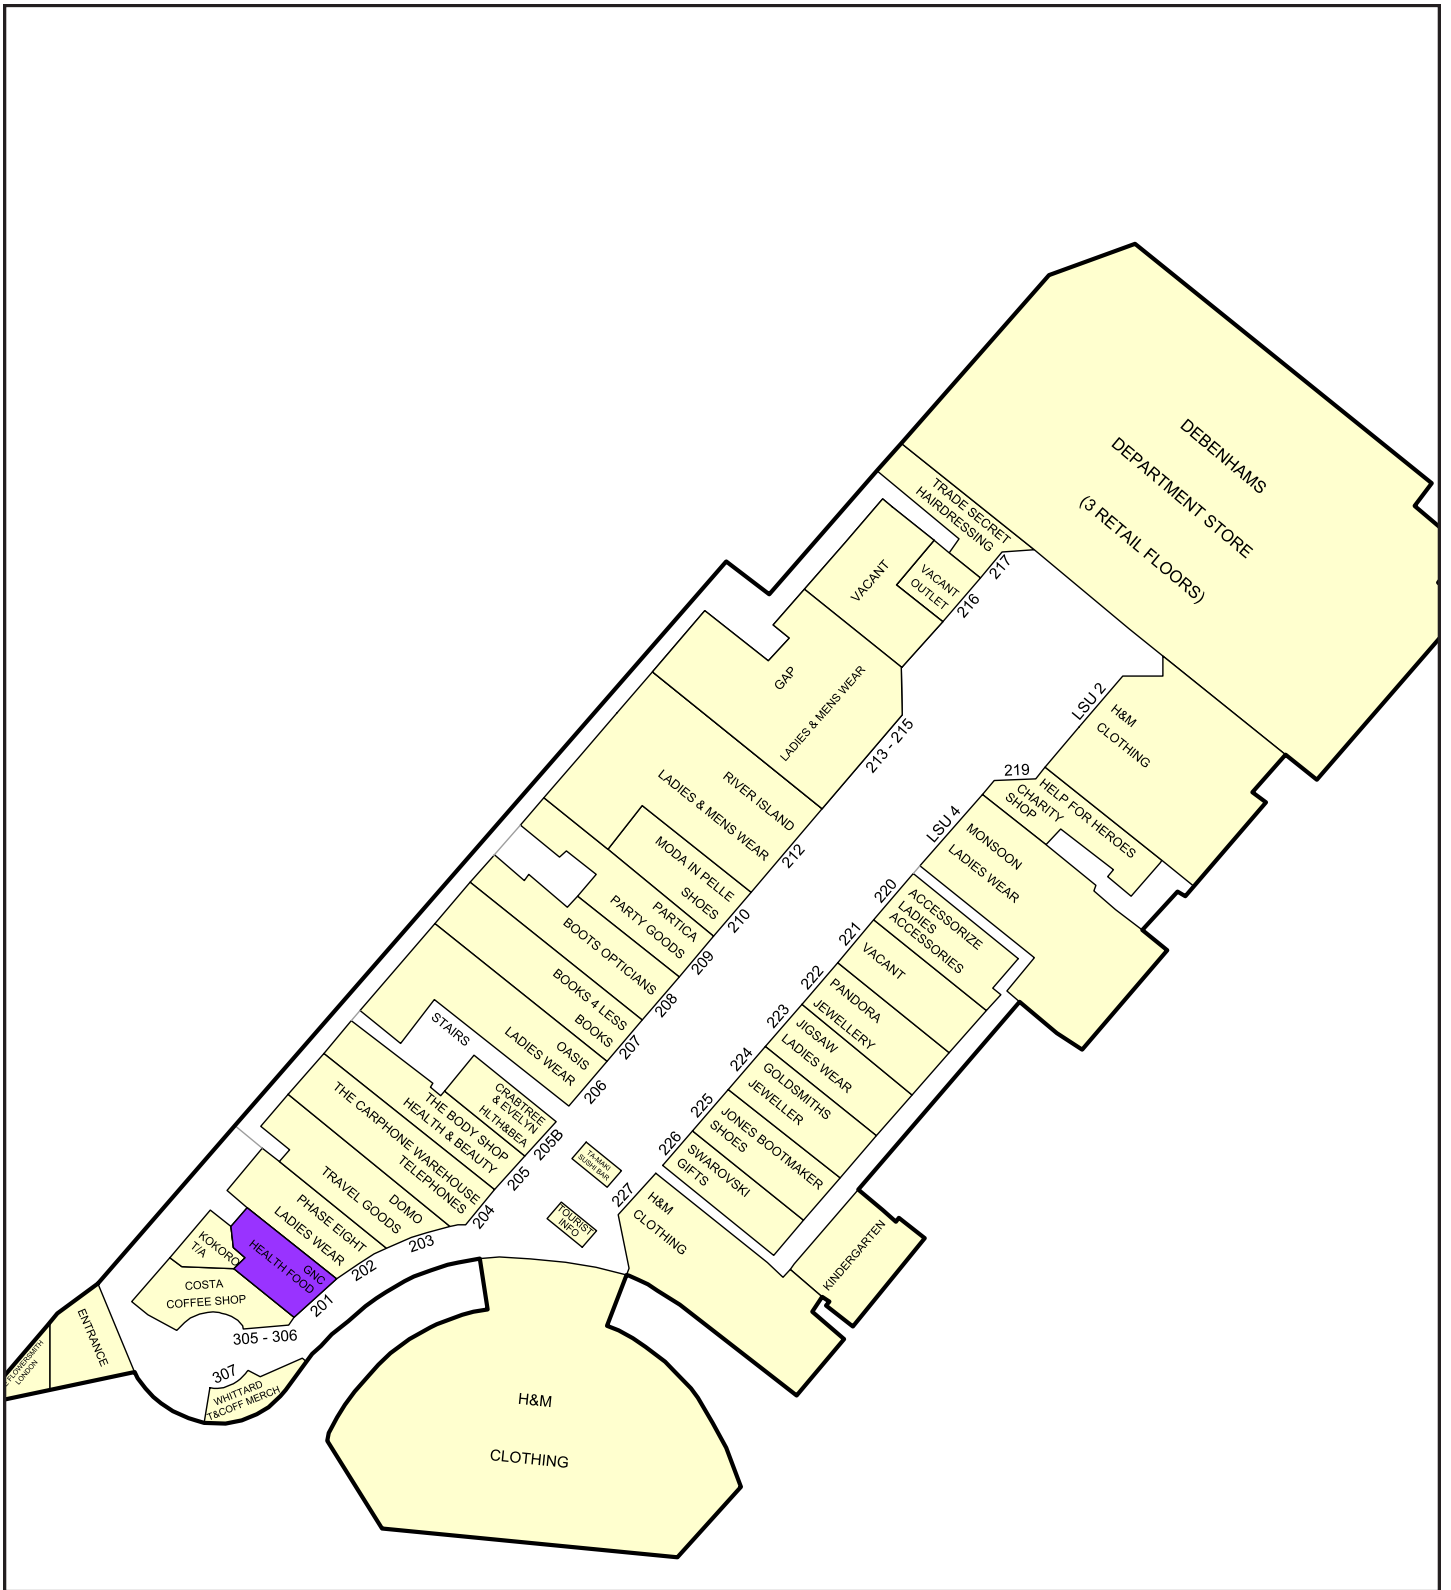 DEBENHAMS
DEPARTMENT STORE
(3 RETAIL FLOORS)
TRADE SECRET
HAIRDRESSING
217
VACANT
VACANT
OUTLET
216
GAP
LADIES & MENS WEAR
213 - 215
RIVER ISLAND
LADIES & MENS WEAR
212
MODA IN PELLE
SHOES
210
PARTICA
PARTY GOODS
209
BOOTS OPTICIANS
208
BOOKS 4 LESS
BOOKS
207
OASIS
LADIES WEAR
206
STAIRS
CRABTREE
& EVELYN
HLTH&BEA
205B
THE BODY SHOP
HEALTH & BEAUTY
205
THE CARPHONE WAREHOUSE
TELEPHONES
204
DOMO
TRAVEL GOODS
203
PHASE EIGHT
LADIES WEAR
202
GNC
HEALTH FOOD
201
KOKORO
T/A
COSTA
COFFEE SHOP
305 - 306
307
WHITTARD
T&COFF MERCH
ENTRANCE
FLOWERSMITH
LONDON
LSU 2
H&M
CLOTHING
219
HELP FOR HEROES
CHARITY
SHOP
LSU 4
MONSOON
LADIES WEAR
220
ACCESSORIZE
LADIES
ACCESSORIES
221
VACANT
222
PANDORA
JEWELLERY
223
JIGSAW
LADIES WEAR
224
GOLDSMITHS
JEWELLER
225
JONES BOOTMAKER
SHOES
226
SWAROVSKI
GIFTS
227
H&M
CLOTHING
KINDERGARTEN
TA-MAKI
SUSHI BAR
TOURIST
INFO
H&M
CLOTHING